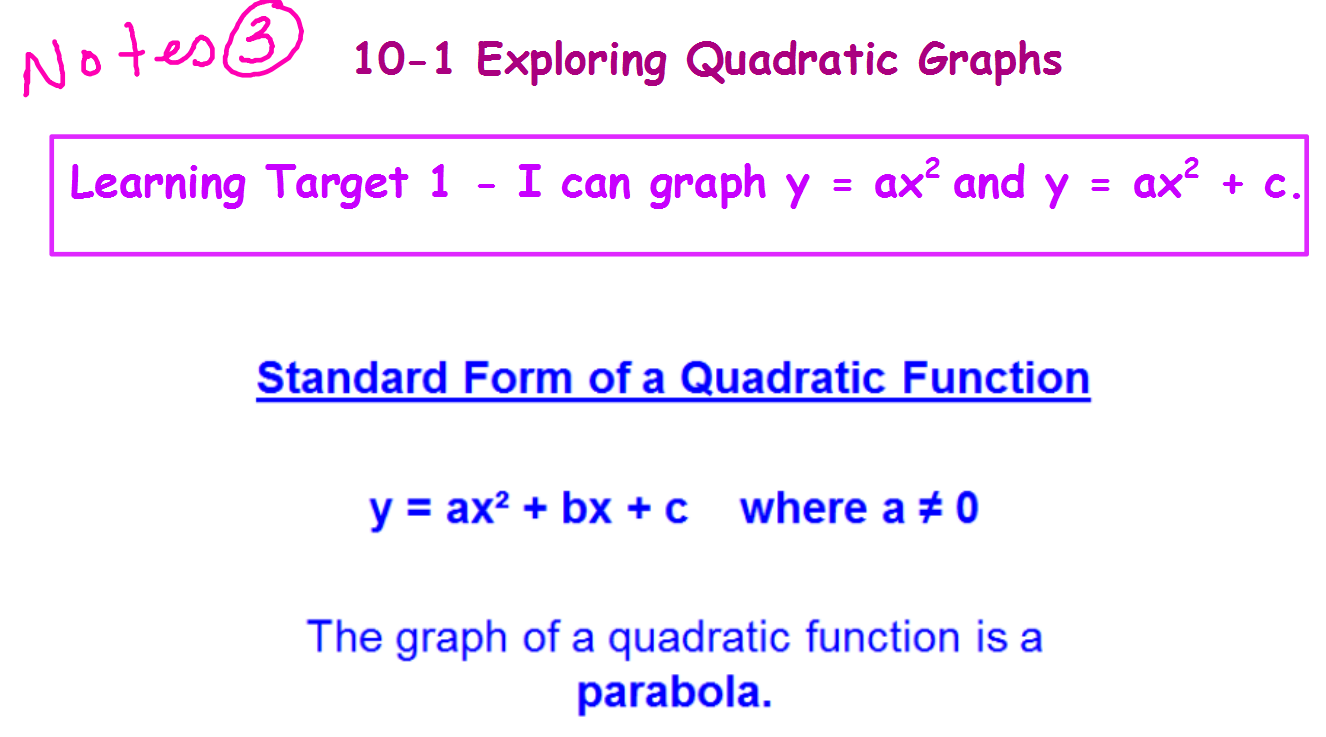 Notes 3
10-1 Exploring Quadratic Graphs
Learning Target 1 - I can graph y = ax² and y = ax² + c.
Standard Form of a Quadratic Function
y = ax² + bx + c where a ≠ 0
The graph of a quadratic function is a
parabola.